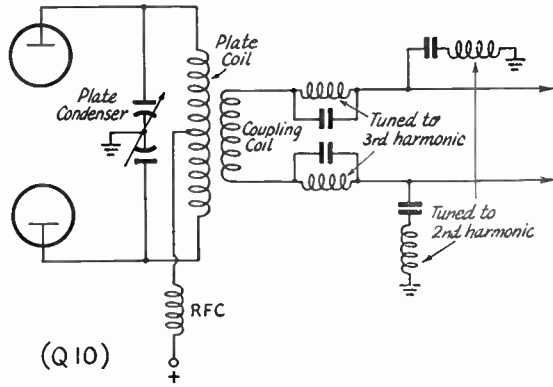 Plate
Coil
Plate
Condenser
Coupling
Coil
Tuned to
3rd harmonic
Tuned to
2nd harmonic
RFC
(Q10)
+